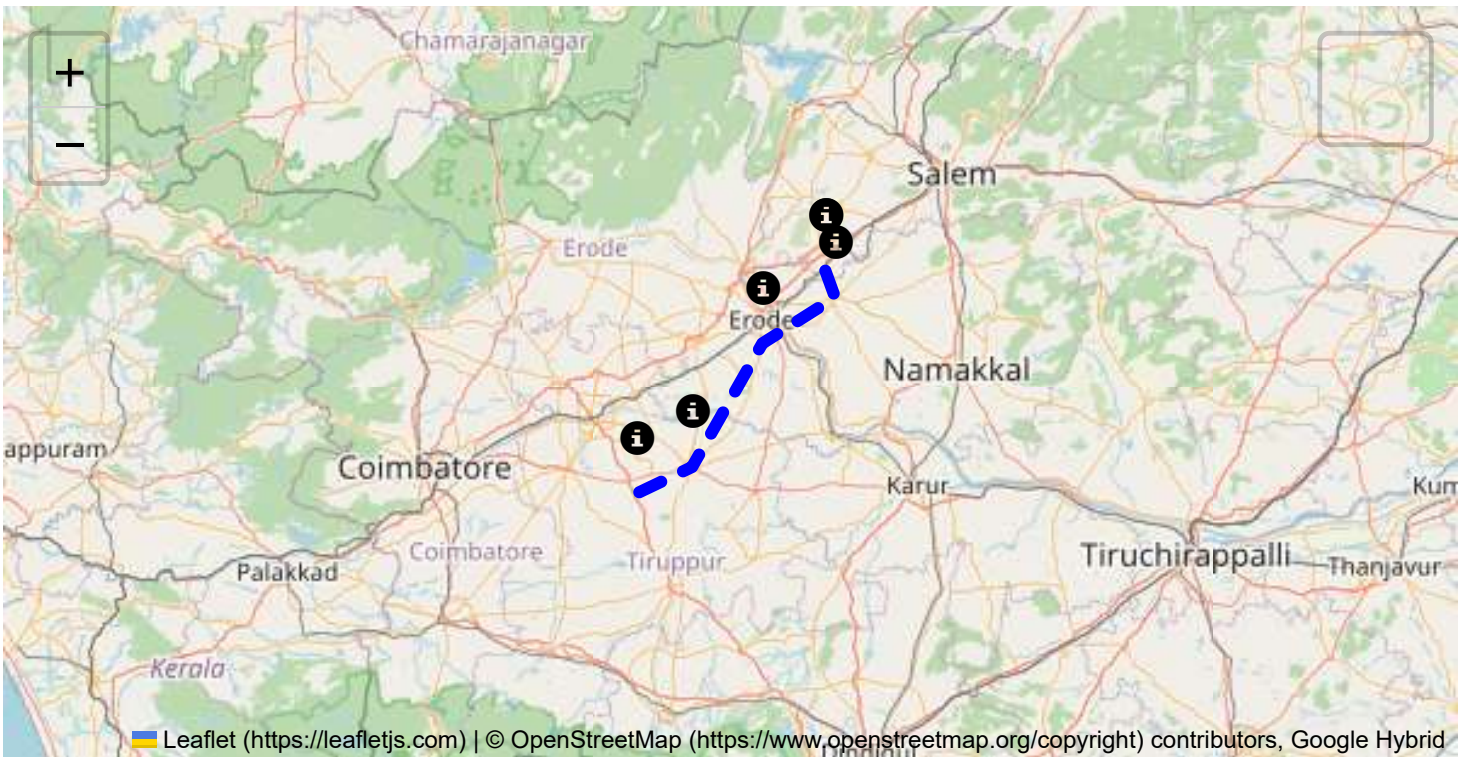 Chamarajanagar
+
−
Salem
i
i
Erode
i
Erode
Namakkal
i
i
appuram
Coimbatore
Karur
Kum
Coimbatore
Tiruppur
Tiruchirappalli
Thanjavur
Palakkad
Kerala
Leaflet (https://leafletjs.com) | © OpenStreetMap (https://www.openstreetmap.org/copyright) contributors, Google Hybrid